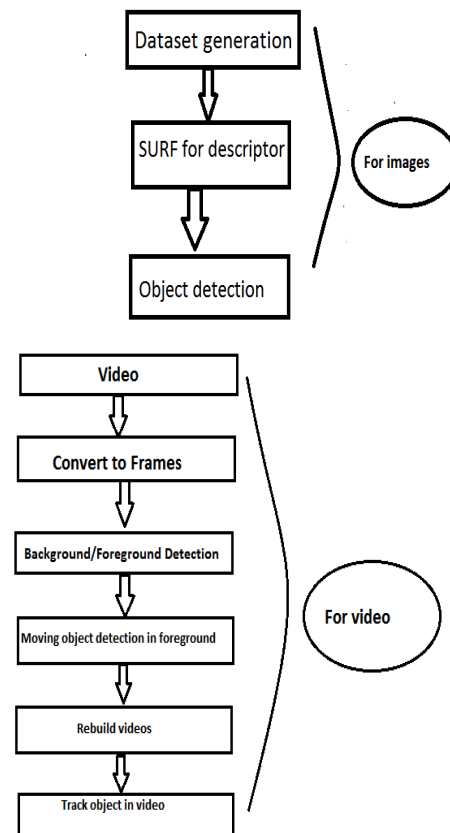 Dataset generation
SURF for descriptor
For images
Object detection
Video
Convert to Frames
Background/Foreground Detection
For video
Moving object detection in foreground
Rebuild videos
Track object in video